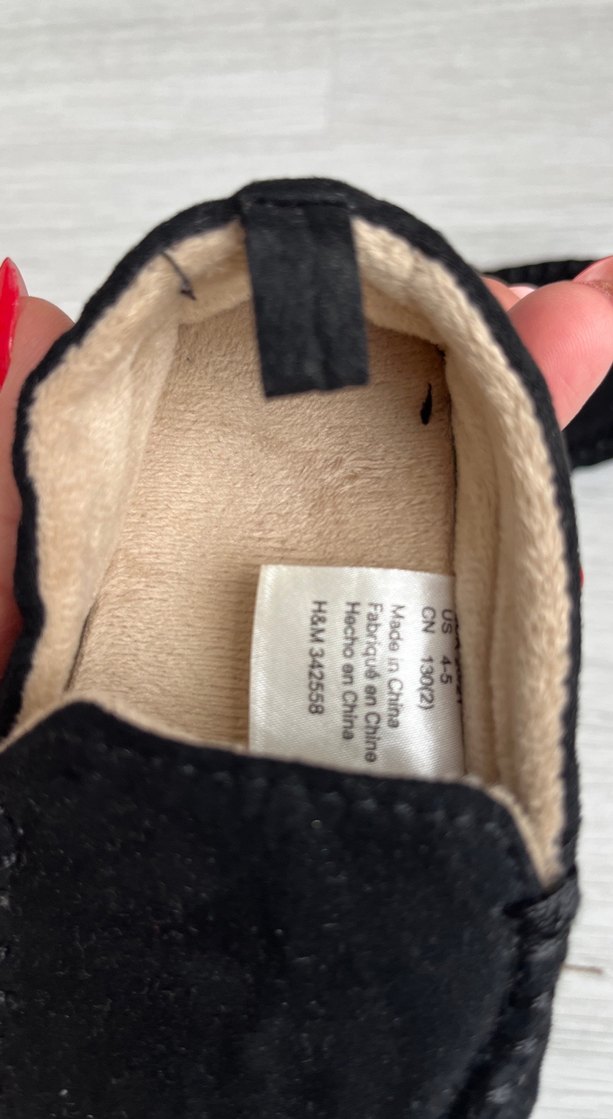 US 4-5
CN 130(2)
Made in China
Fabriqué en Chine
Hecho en China
H&M 342558